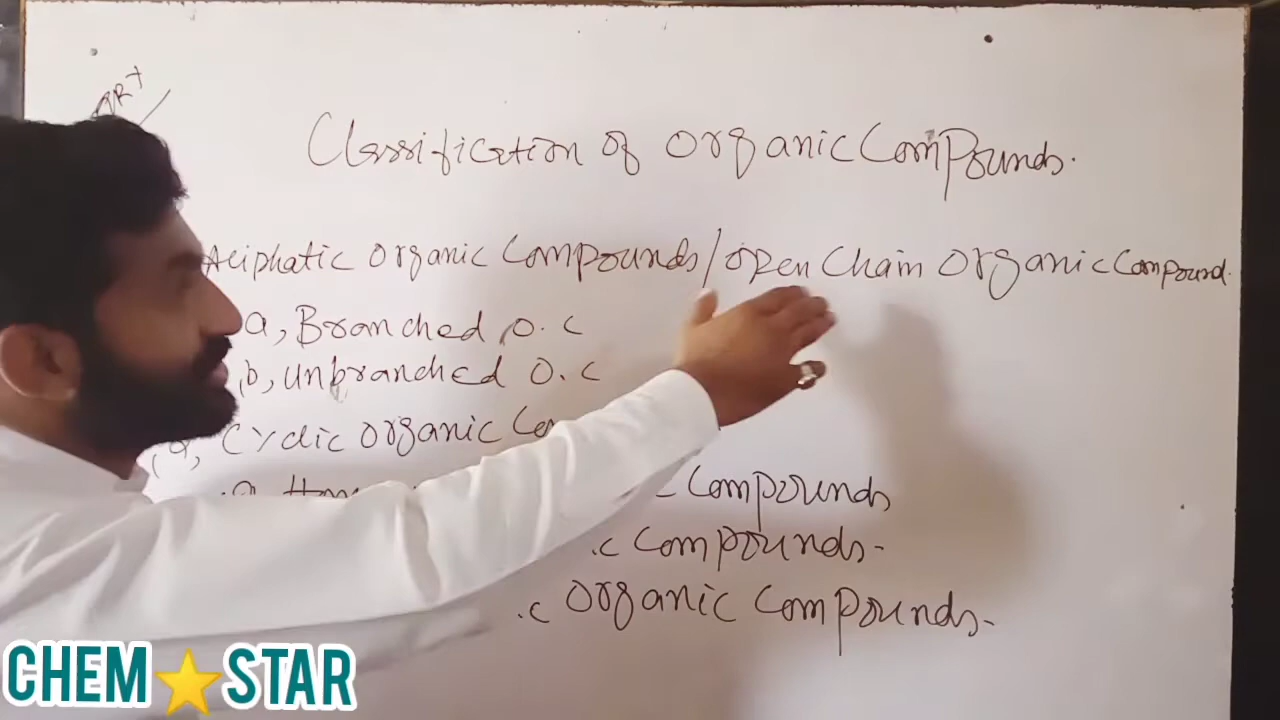 Classification of Organic Compounds.
Aliphatic Organic Compounds/open Chain Organic Compound.
a, Branched O.C
b, Unbranched O.C
Cyclic Organic
Compounds
c Compounds.
.c Organic Compounds.
CHEM STAR